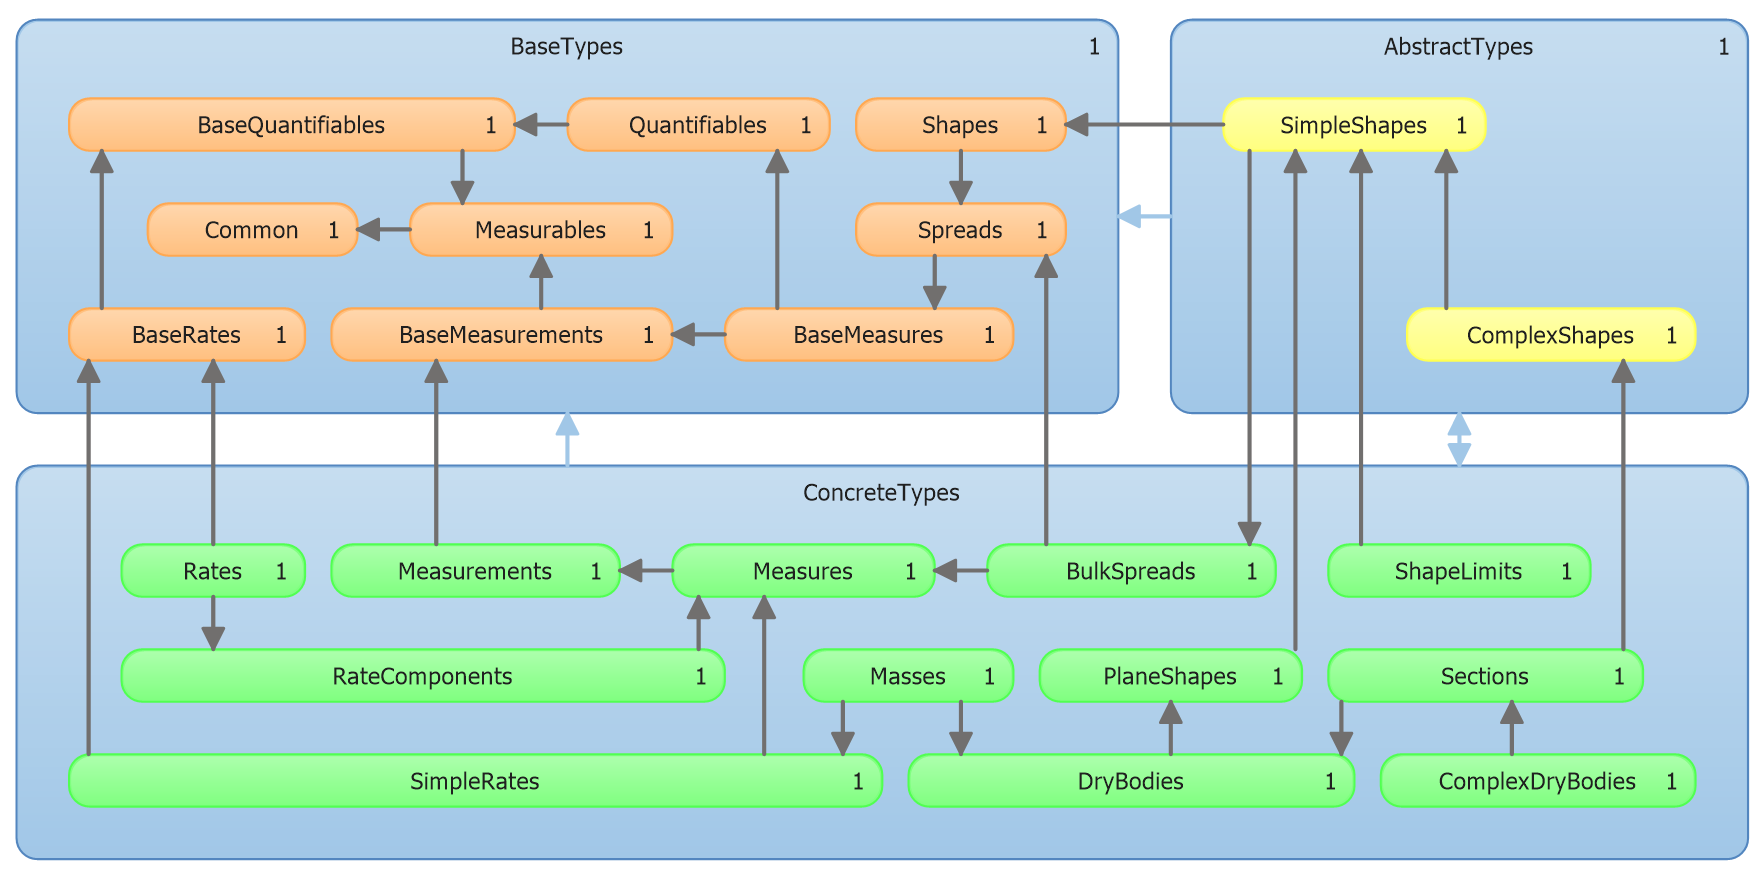 BaseTypes 1
AbstractTypes 1
BaseQuantifiables 1
Quantifiables 1
Shapes 1
SimpleShapes 1
Common 1
Measurables 1
Spreads 1
BaseRates 1
BaseMeasurements 1
BaseMeasures 1
ComplexShapes 1
ConcreteTypes
Rates 1
Measurements 1
Measures 1
BulkSpreads 1
ShapeLimits 1
RateComponents 1
Masses 1
PlaneShapes 1
Sections 1
SimpleRates 1
DryBodies 1
ComplexDryBodies 1